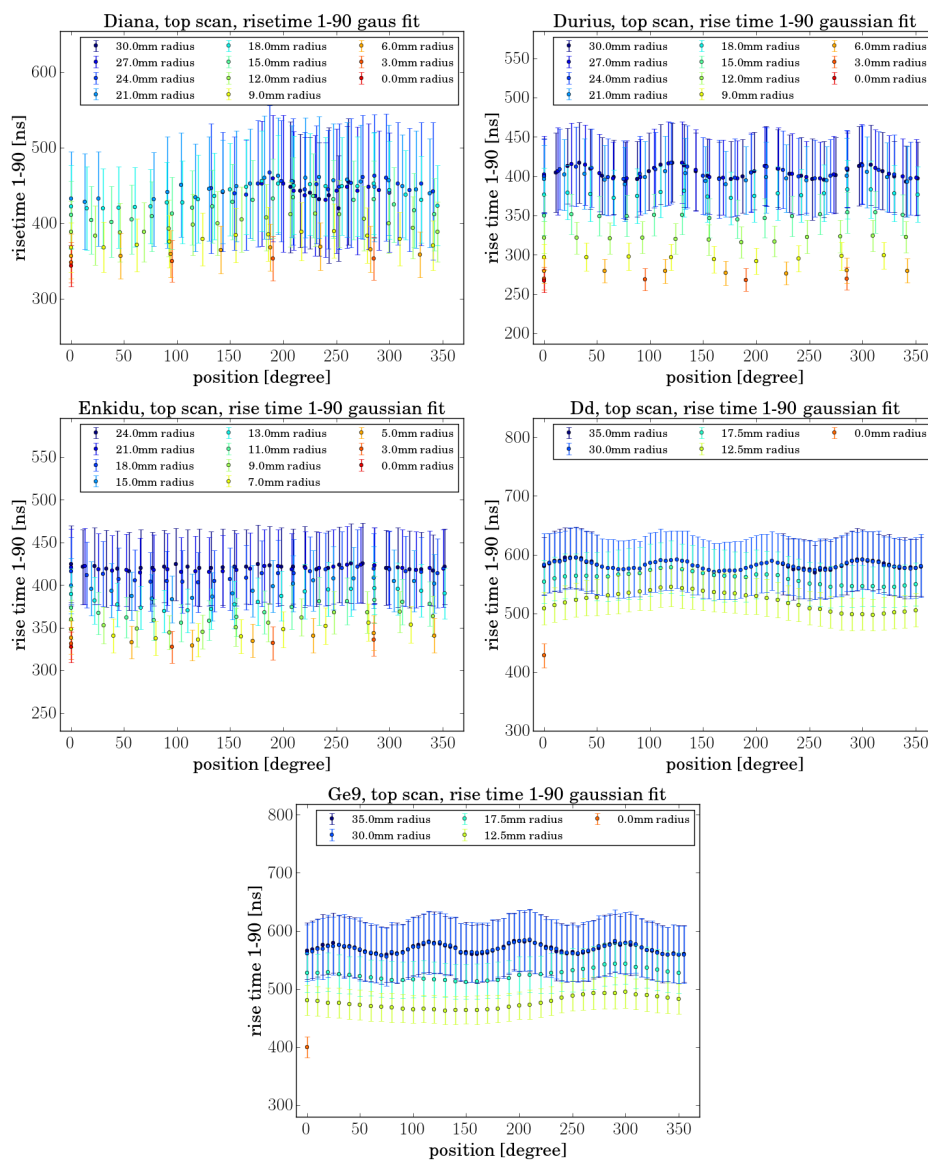 Diana, top scan, risetime 1-90 gaus fit
30.0mm radius 18.0mm radius 6.0mm radius
27.0mm radius 15.0mm radius 3.0mm radius
24.0mm radius 12.0mm radius 0.0mm radius
21.0mm radius 9.0mm radius
risetime 1-90 [ns]
600
500
400
300
0 50 100 150 200 250 300 350
position [degree]
Durius, top scan, rise time 1-90 gaussian fit
30.0mm radius 18.0mm radius 6.0mm radius
27.0mm radius 15.0mm radius 3.0mm radius
24.0mm radius 12.0mm radius 0.0mm radius
21.0mm radius 9.0mm radius
rise time 1-90 [ns]
550
500
450
400
350
300
250
200
0 50 100 150 200 250 300 350
position [degree]
Enkidu, top scan, rise time 1-90 gaussian fit
24.0mm radius 13.0mm radius 5.0mm radius
21.0mm radius 11.0mm radius 3.0mm radius
18.0mm radius 9.0mm radius 0.0mm radius
15.0mm radius 7.0mm radius
rise time 1-90 [ns]
550
500
450
400
350
300
250
0 50 100 150 200 250 300 350
position [degree]
Dd, top scan, rise time 1-90 gaussian fit
35.0mm radius 17.5mm radius 0.0mm radius
30.0mm radius 12.5mm radius
rise time 1-90 [ns]
800
700
600
500
400
300
0 50 100 150 200 250 300 350
position [degree]
Ge9, top scan, rise time 1-90 gaussian fit
35.0mm radius 17.5mm radius 0.0mm radius
30.0mm radius 12.5mm radius
rise time 1-90 [ns]
800
700
600
500
400
300
0 50 100 150 200 250 300 350
position [degree]